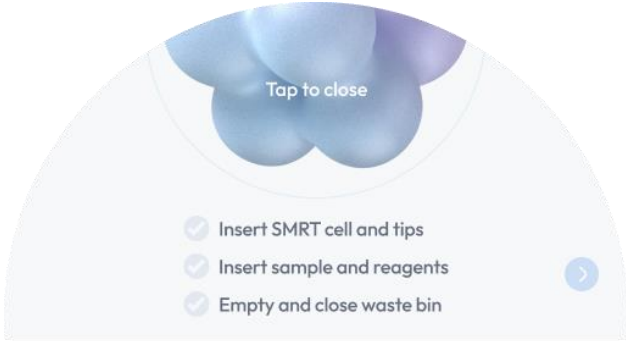 Tap to close
Insert SMRT cell and tips
Insert sample and reagents
Empty and close waste bin